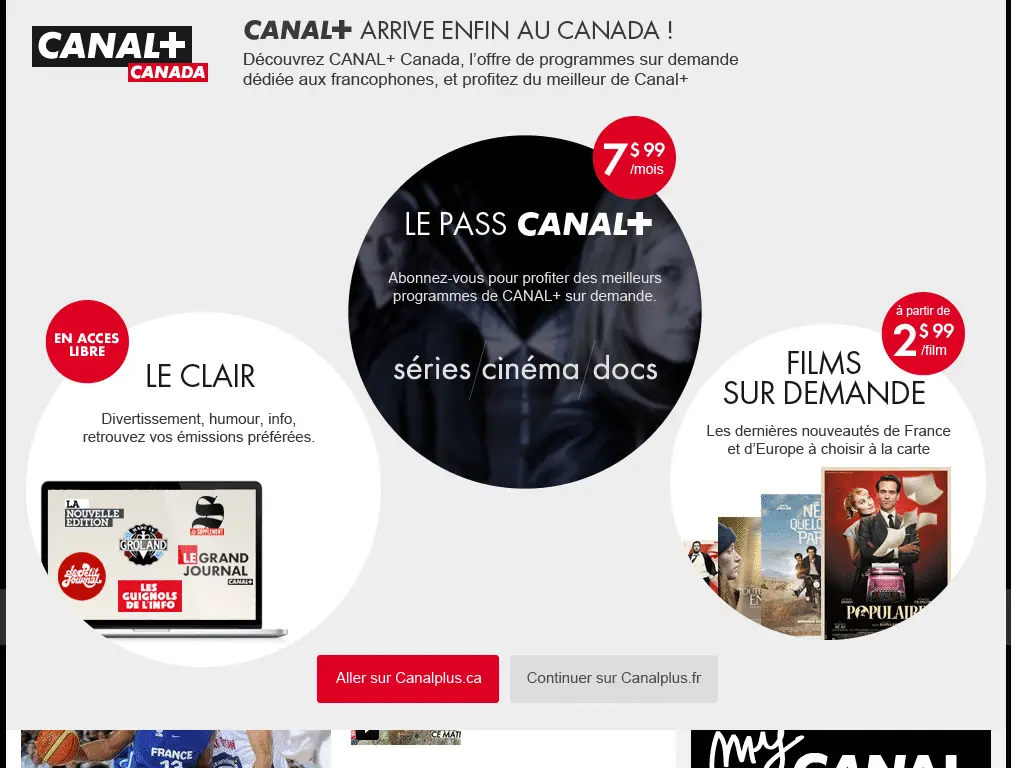 CANAL+
CANADA
CANAL+ ARRIVE ENFIN AU CANADA !
Découvrez CANAL+ Canada, l’offre de programmes sur demande
dédiée aux francophones, et profitez du meilleur de Canal+
7 $ 99
/mois
LE PASS CANAL+
Abonnez-vous pour profiter des meilleurs
programmes de CANAL+ sur demande.
séries / cinéma / docs
EN ACCES
LIBRE
LE CLAIR
Divertissement, humour, info,
retrouvez vos émissions préférées.
LA
NOUVELLE
EDITION
LE SUPPLÉMENT
GROLAND
LE GRAND
JOURNAL
CANAL+
le Petit
Journal
LES
GUIGNOLS
DE L'INFO
à partir de
2 $ 99
/film
FILMS
SUR DEMANDE
Les dernières nouveautés de France
et d’Europe à choisir à la carte
POPULAIRE
Aller sur Canalplus.ca
Continuer sur Canalplus.fr
FRANCE
my
CANAL